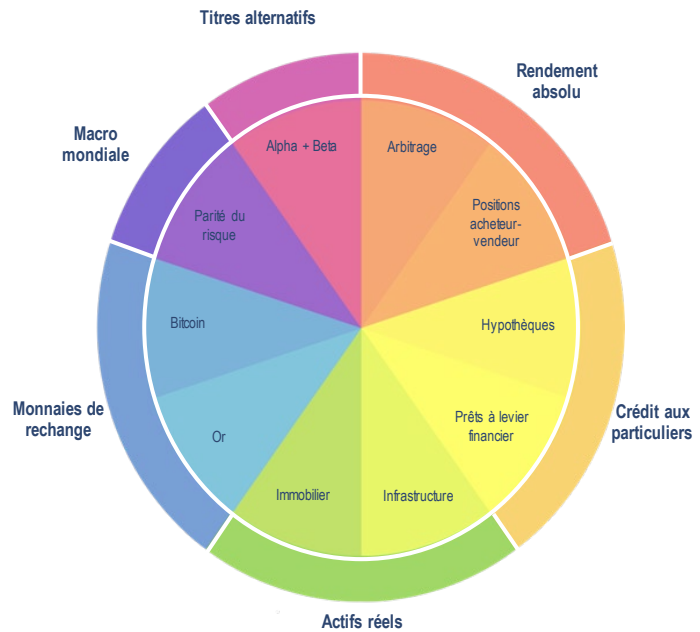 Titres alternatifs
Rendement
absolu
Macro
mondiale
Alpha + Beta
Arbitrage
Positions
acheteur-
vendeur
Parité du
risque
Bitcoin
Hypothèques
Monnaies de
rechange
Crédit aux
particuliers
Prêts à levier
financier
Or
Immobilier
Infrastructure
Actifs réels